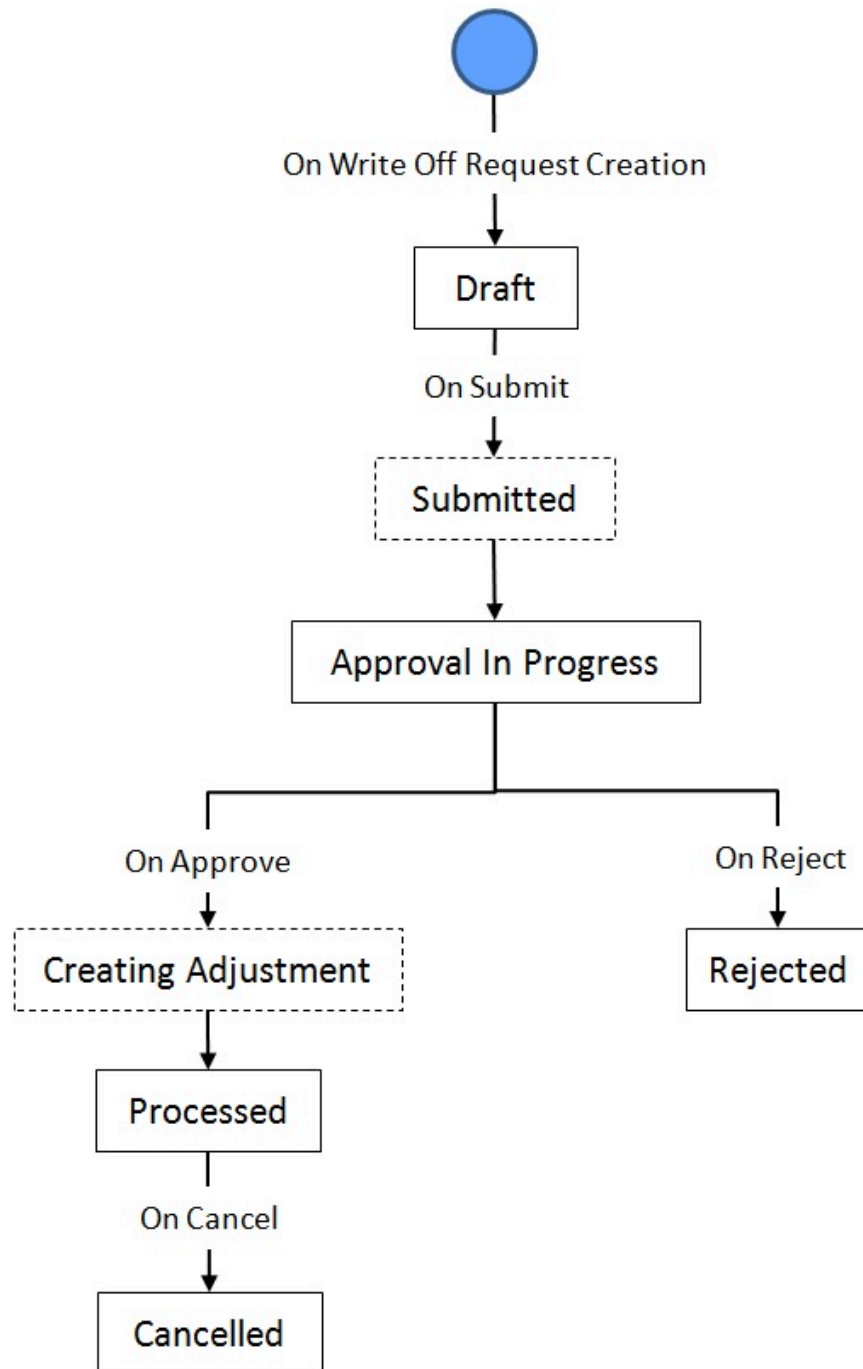 On Write Off Request Creation
Draft
On Submit
Submitted
Approval In Progress
On Approve
On Reject
Creating Adjustment
Rejected
Processed
On Cancel
Cancelled